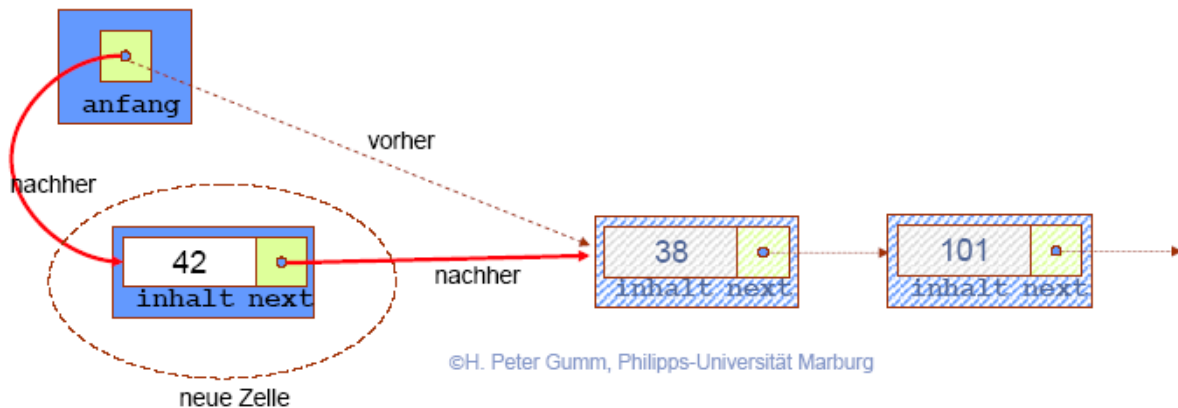 anfang
vorher
nachher
42
inhalt next
nachher
38
inhalt next
101
inhalt next
©H. Peter Gumm, Philipps-Universität Marburg
neue Zelle